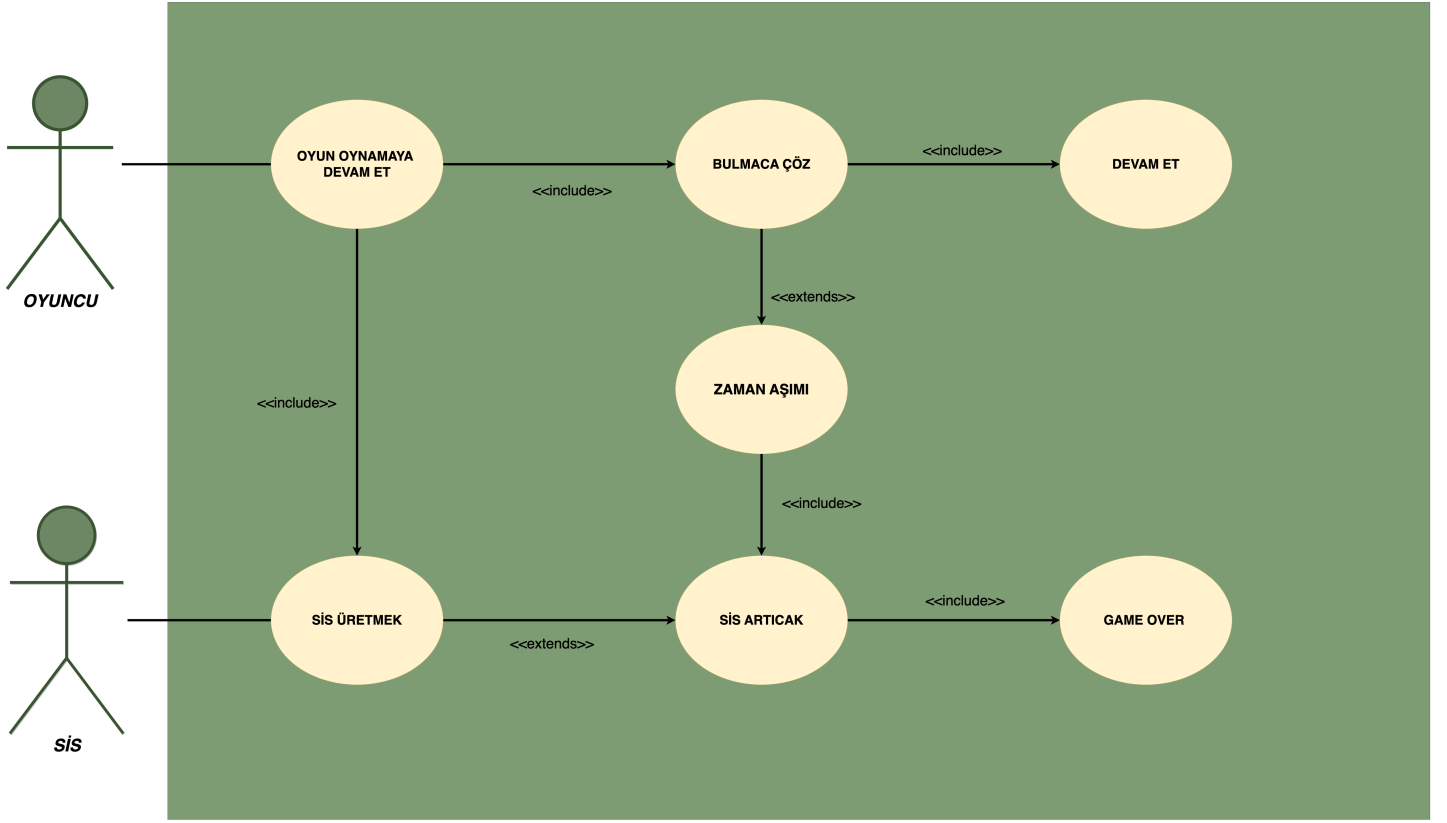 OYUN OYNAMAYA
DEVAM ET
<<include>>
BULMACA ÇÖZ
<<include>>
DEVAM ET
OYUNCU
<<extends>>
<<include>>
ZAMAN AŞIMI
<<include>>
SİS ÜRETMEK
<<extends>>
SİS ARTICAK
<<include>>
GAME OVER
SİS